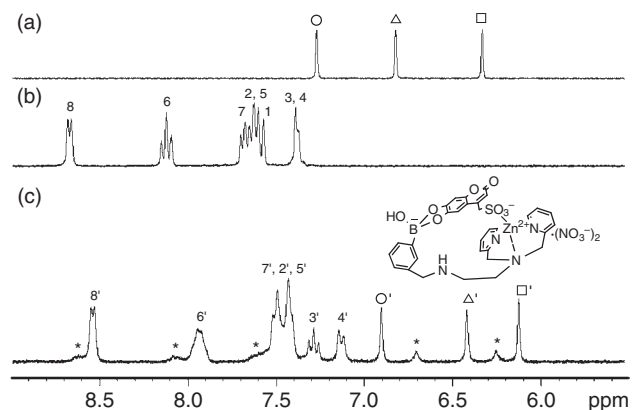 (a)
○ △ □
(b)
8 6 7 2, 5 1 3, 4
(c)
O O O
HO⁻ O SO₃⁻
B O Zn²⁺
N N ·(NO₃⁻)₂
H
N N
8' 6' 7', 2', 5' 3' 4' ○' △' □'
* * * * *
8.5 8.0 7.5 7.0 6.5 6.0 ppm